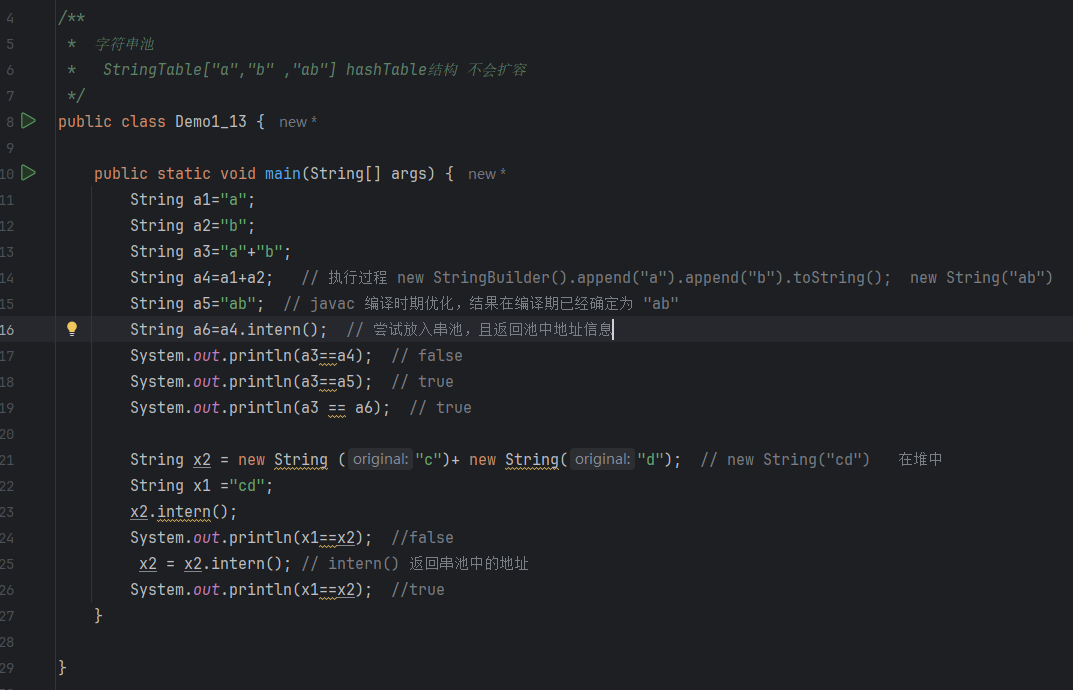 4 /**
5 * 字符串池
6 * StringTable["a","b" ,"ab"] hashTable结构 不会扩容
7 */
8 public class Demo1_13 { new *
9
10 public static void main(String[] args) { new *
11 String a1="a";
12 String a2="b";
13 String a3="a"+"b";
14 String a4=a1+a2; // 执行过程 new StringBuilder().append("a").append("b").toString(); new String("ab")
15 String a5="ab"; // javac 编译时期优化，结果在编译期已经确定为 "ab"
16 String a6=a4.intern(); // 尝试放入串池，且返回池中地址信息
17 System.out.println(a3==a4); // false
18 System.out.println(a3==a5); // true
19 System.out.println(a3 == a6); // true
20
21 String x2 = new String ( original: "c")+ new String( original: "d"); // new String("cd") 在堆中
22 String x1 ="cd";
23 x2.intern();
24 System.out.println(x1==x2); //false
25 x2 = x2.intern(); // intern() 返回串池中的地址
26 System.out.println(x1==x2); //true
27 }
28
29 }